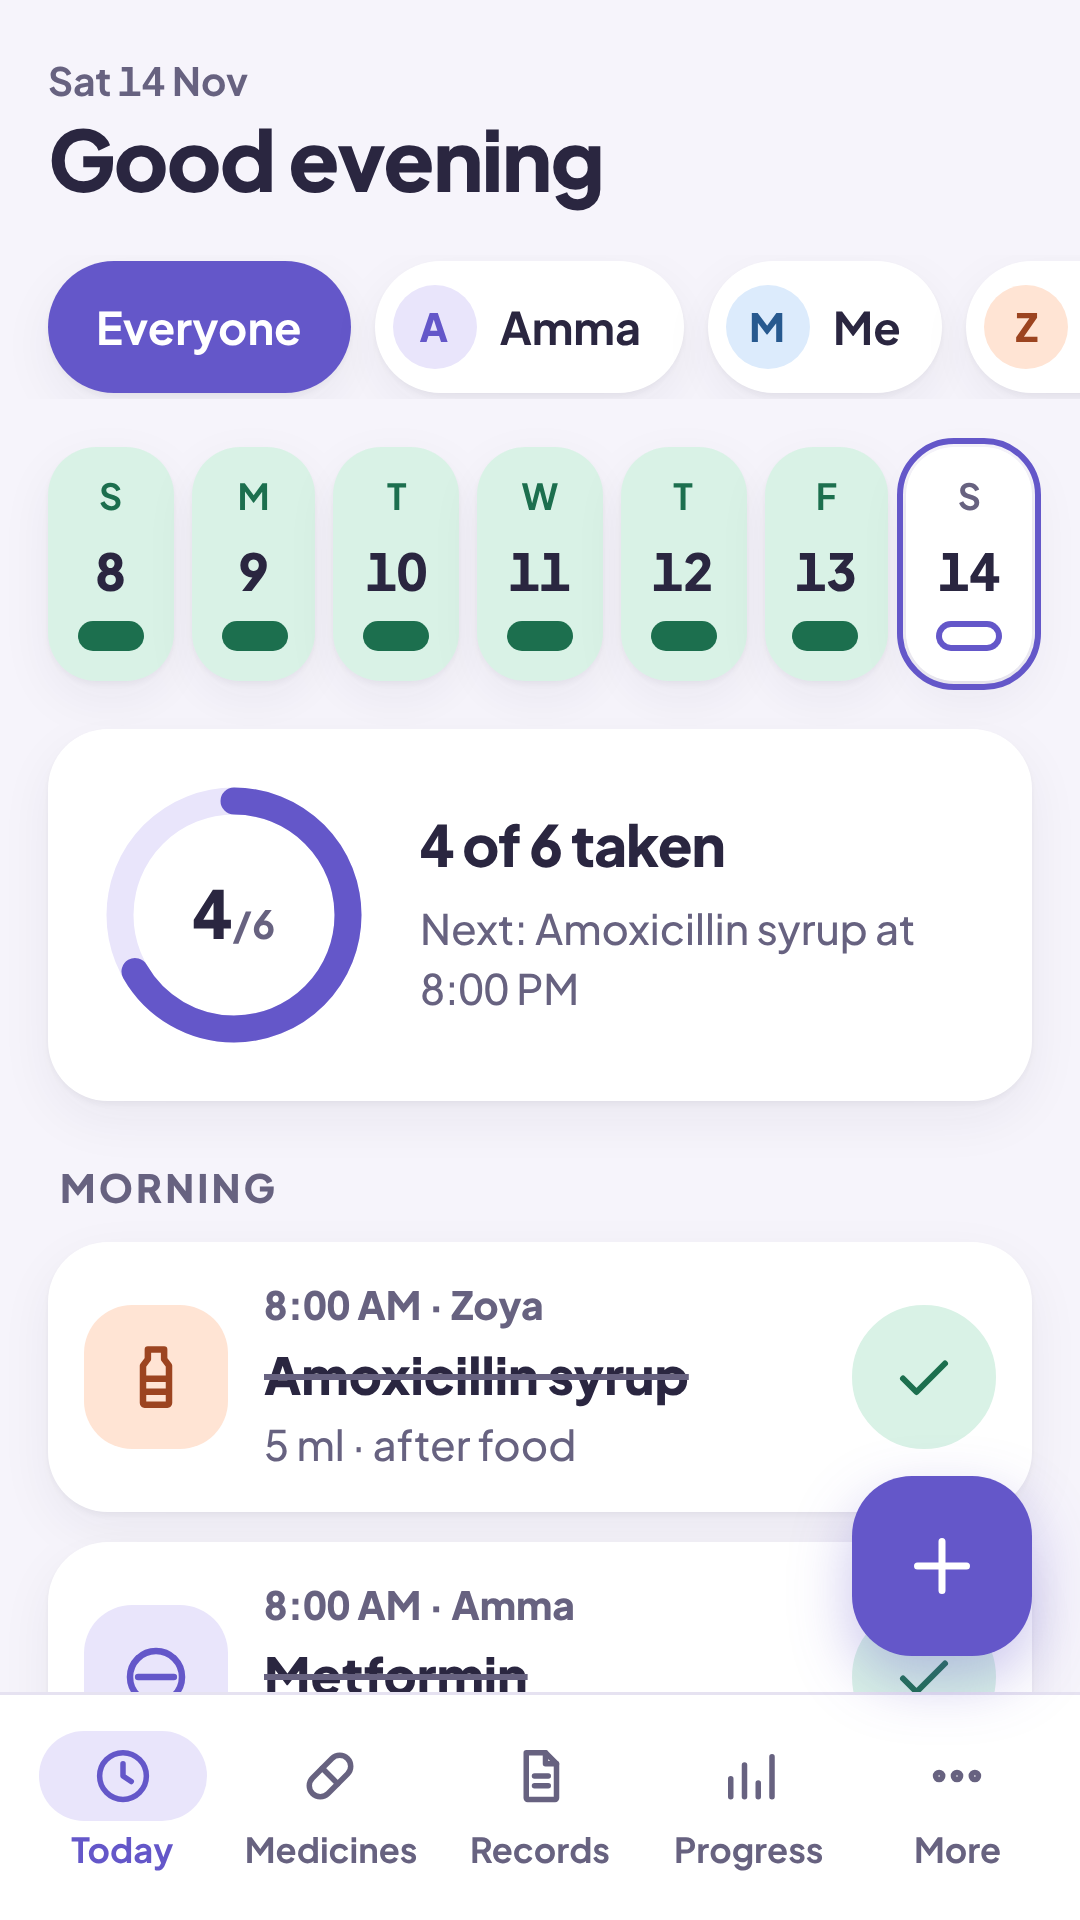 Sat 14 Nov
Good evening
Everyone
A Amma
M Me
Z
S M T W T F S
8 9 10 11 12 13 14
4/6
4 of 6 taken
Next: Amoxicillin syrup at
8:00 PM
MORNING
8:00 AM · Zoya
Amoxicillin syrup
5 ml · after food
8:00 AM · Amma
Metformin
Today Medicines Records Progress More